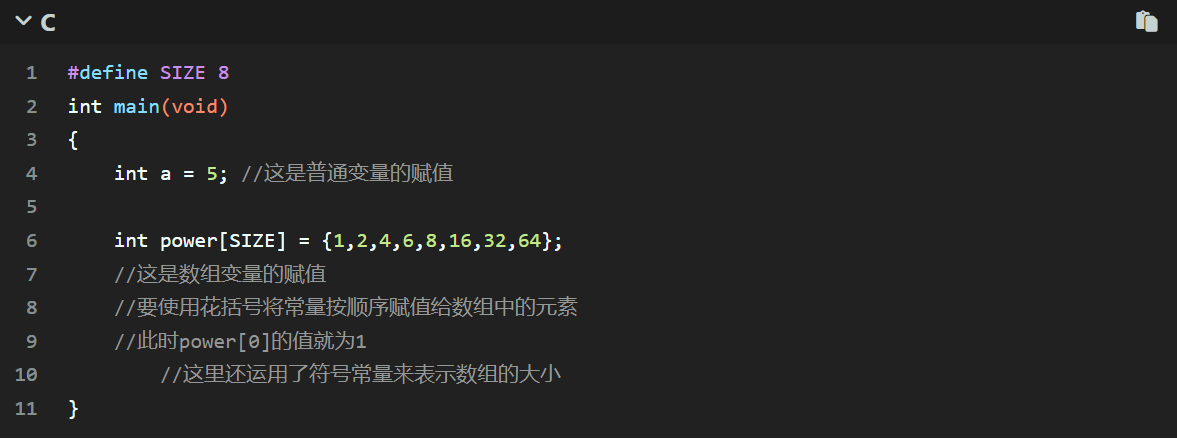 C
1 #define SIZE 8
2 int main(void)
3 {
4     int a = 5; //这是普通变量的赋值
5
6     int power[SIZE] = {1,2,4,6,8,16,32,64};
7     //这是数组变量的赋值
8     //要使用花括号将常量按顺序赋值给数组中的元素
9     //此时power[0]的值就为1
10         //这里还运用了符号常量来表示数组的大小
11 }